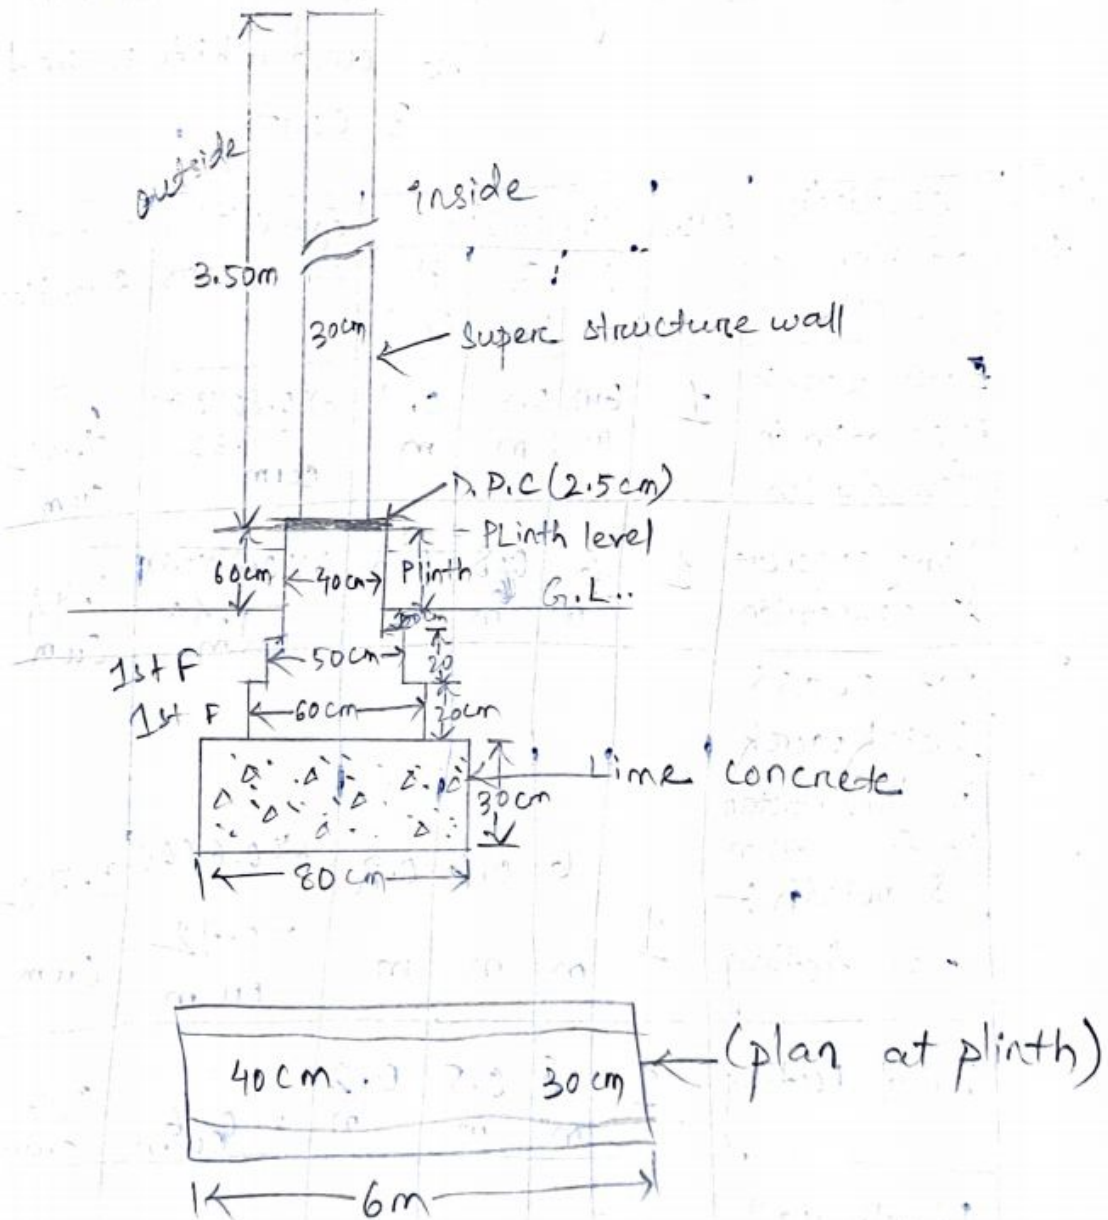 outside
inside
3.50m
30cm
Super structure wall
D.P.C (2.5cm)
PLinth level
60cm
40cm
Plinth
G.L..
1st F
50cm
20
1st F
60cm
20cm
Lime concrete
30cm
80cm
40cm.
30cm
(plan at plinth)
6m